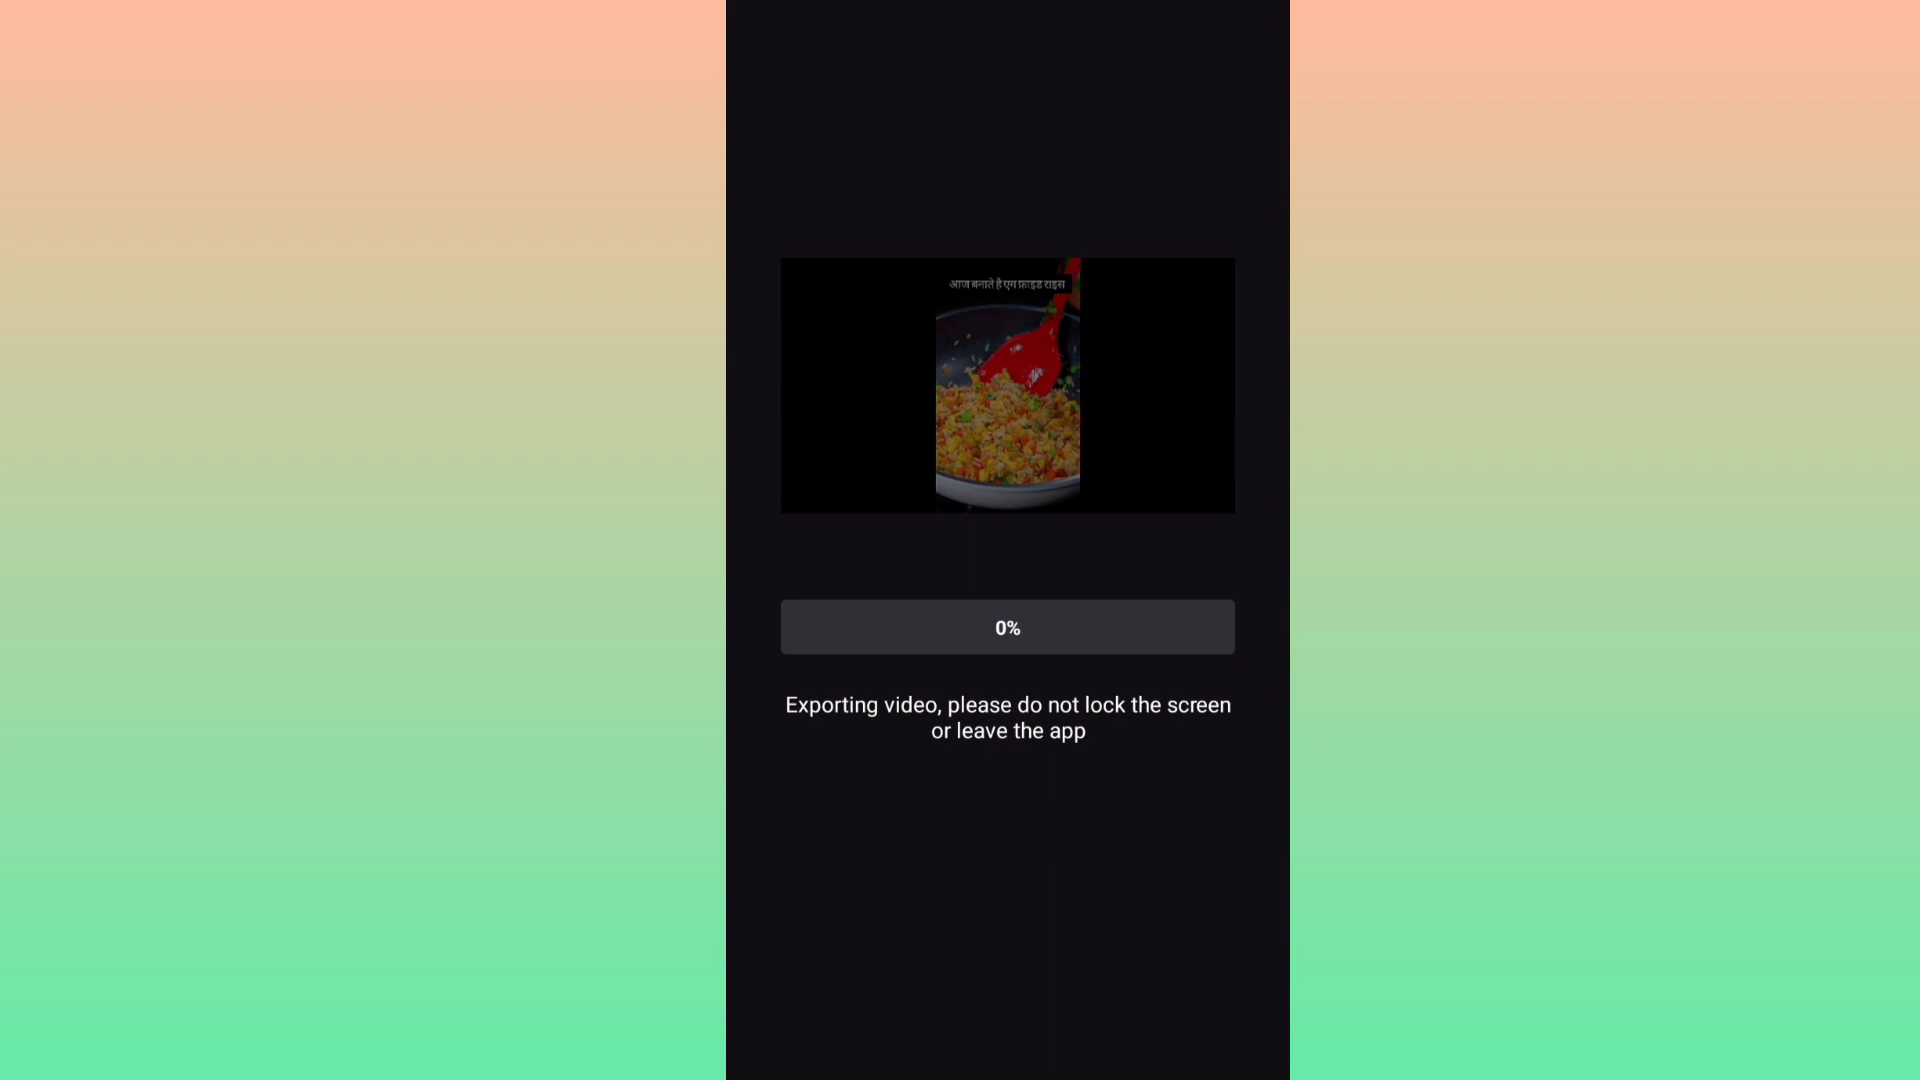 आज बनाते है एग फ्राइड राइस
0%
Exporting video, please do not lock the screen
or leave the app